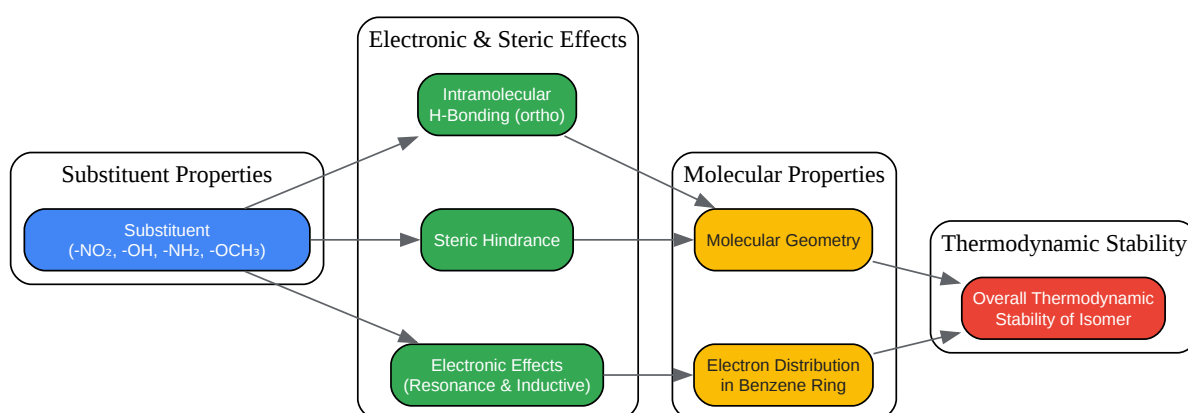 Electronic & Steric Effects
Intramolecular
H-Bonding (ortho)
Substituent Properties
Molecular Properties
Substituent
(-NO₂, -OH, -NH₂, -OCH₃)
Steric Hindrance
Molecular Geometry
Thermodynamic Stability
Overall Thermodynamic
Stability of Isomer
Electronic Effects
(Resonance & Inductive)
Electron Distribution
in Benzene Ring